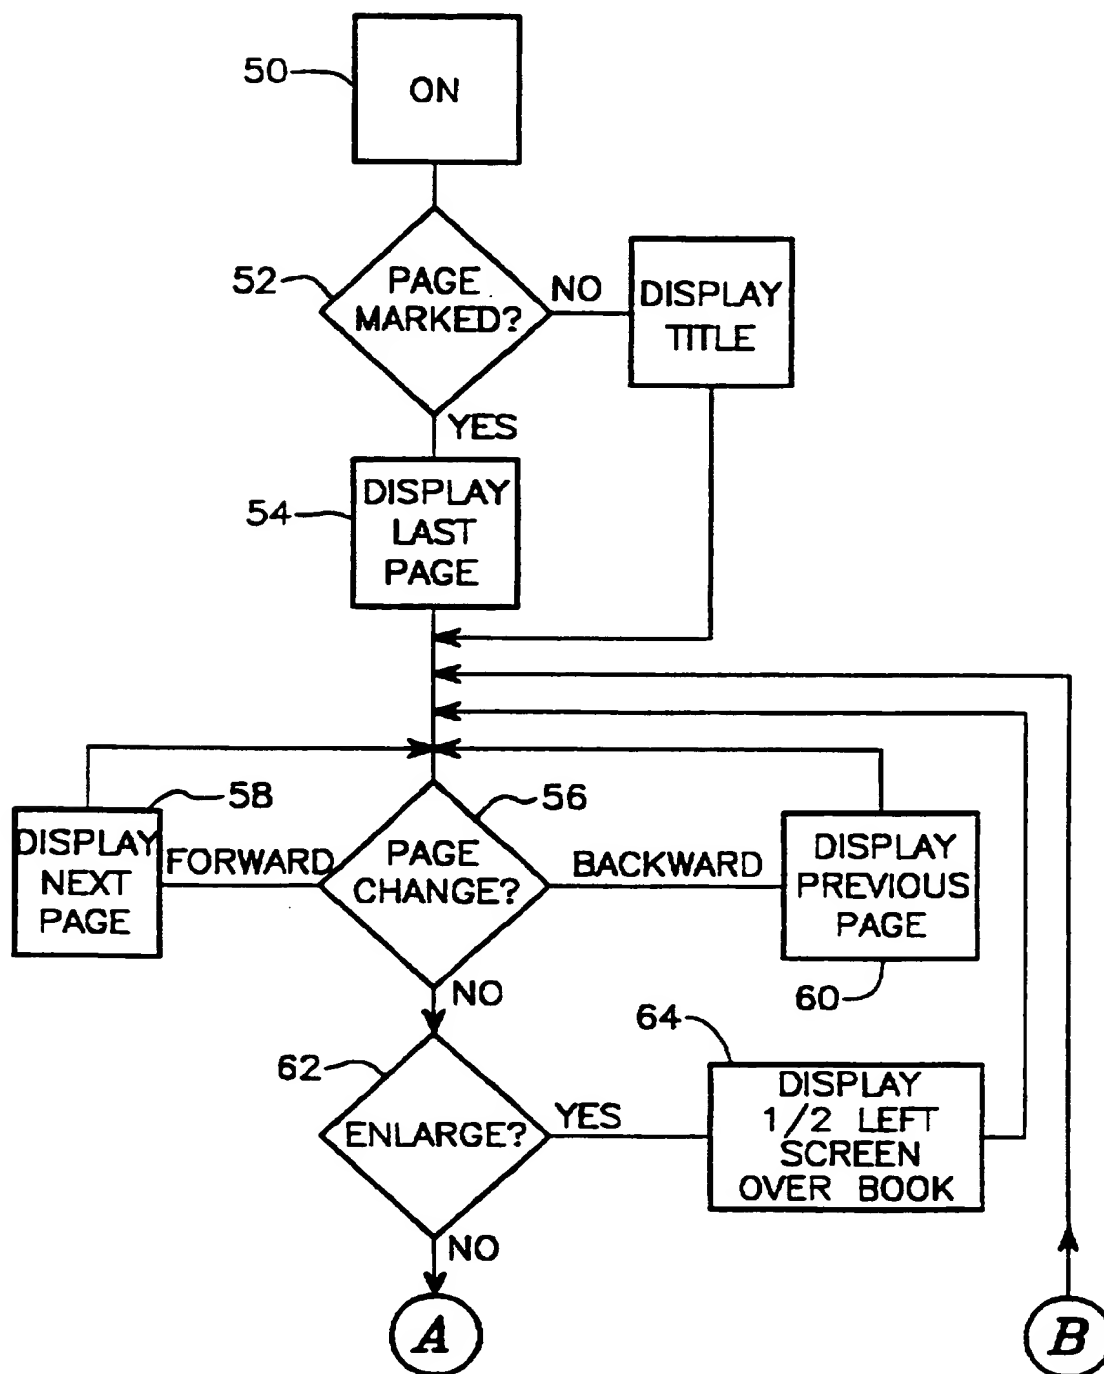 50
ON
52
PAGE
MARKED?
NO
DISPLAY
TITLE
YES
54
DISPLAY
LAST
PAGE
58
56
DISPLAY
NEXT
PAGE
FORWARD
PAGE
CHANGE?
BACKWARD
DISPLAY
PREVIOUS
PAGE
60
NO
62
64
ENLARGE?
YES
DISPLAY
1/2 LEFT
SCREEN
OVER BOOK
NO
A
B